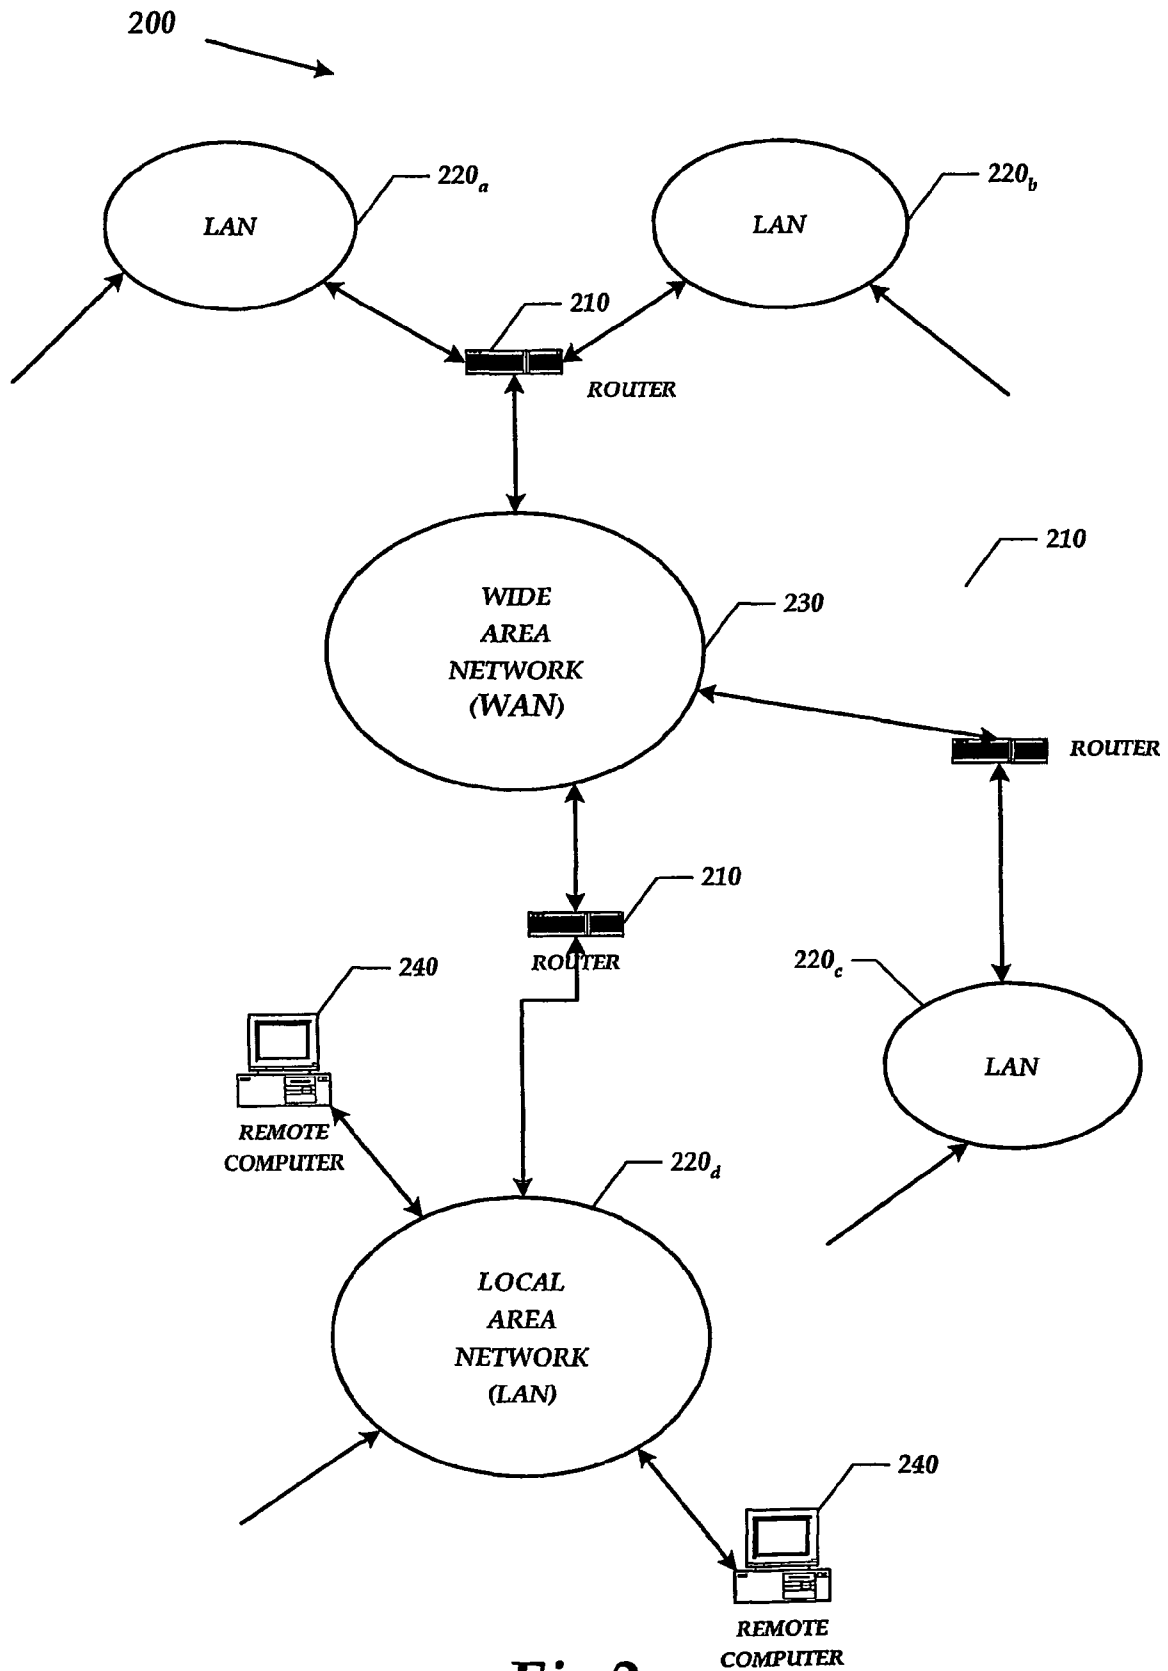 200
220a
220b
LAN
LAN
210
ROUTER
210
WIDE
AREA
NETWORK
(WAN)
230
ROUTER
210
ROUTER
240
220c
LAN
REMOTE
COMPUTER
220d
LOCAL
AREA
NETWORK
(LAN)
240
REMOTE
COMPUTER